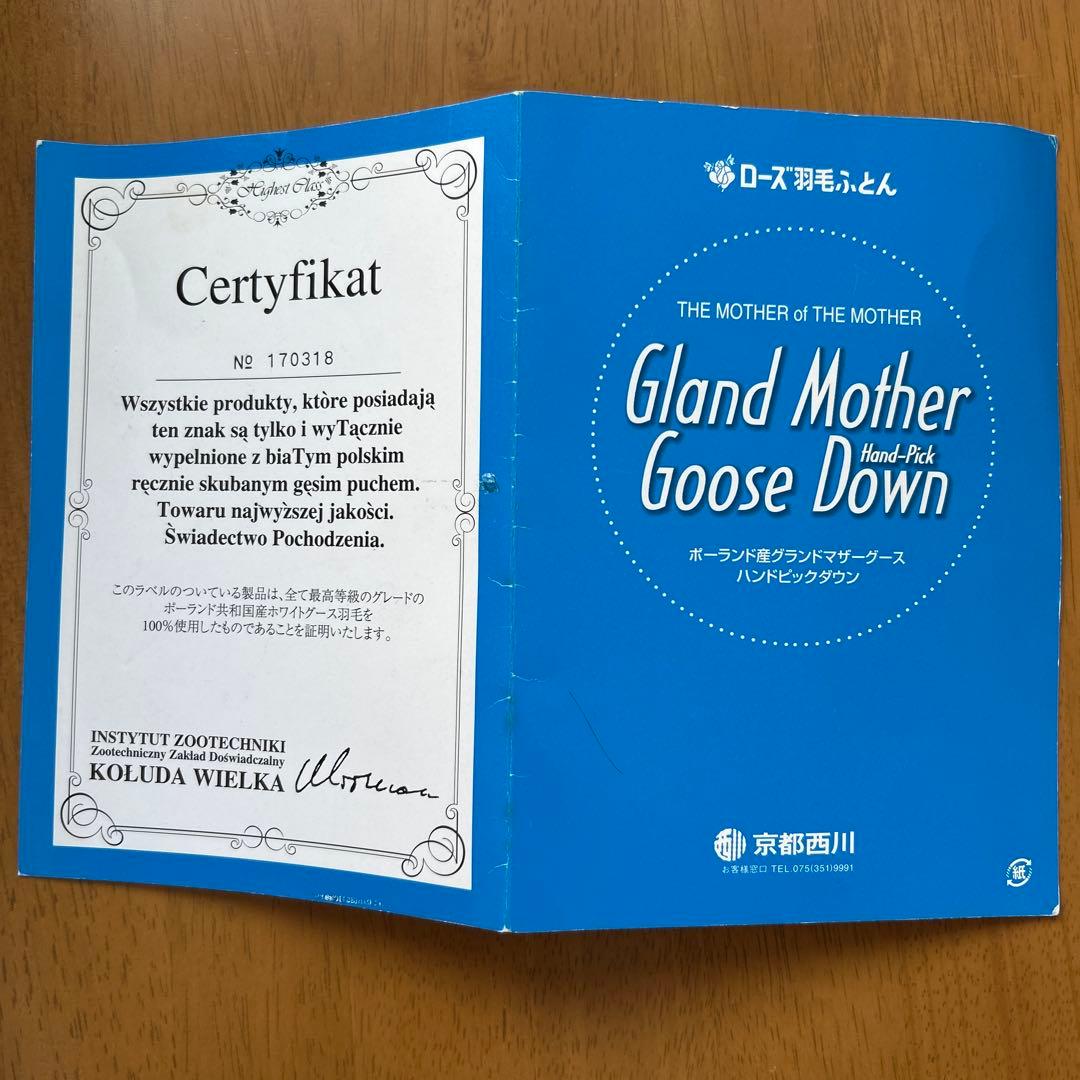 Highest Class
Certyfikat
№ 170318
Wszystkie produkty, ktòre posiadają
ten znak są tylko i wyTącznie
wypelnione z biaTym polskim
ręcznie skubanym gęsim puchem.
Towaru najwyższej jakości.
Świadectwo Pochodzenia.
このラベルのついている製品は、全て最高等級のグレードの
ポーランド共和国産ホワイトグース羽毛を
100%使用したものであることを証明いたします。
INSTYTUT ZOOTECHNIKI
Zootechniczny Zakład Doświadczalny
KOŁUDA WIELKA
ローズ羽毛ふとん
THE MOTHER of THE MOTHER
Gland Mother
Hand-Pick
Goose Down
ポーランド産グランドマザーグース
ハンドピックダウン
西川 京都西川
お客様窓口 TEL.075(351)9991
紙